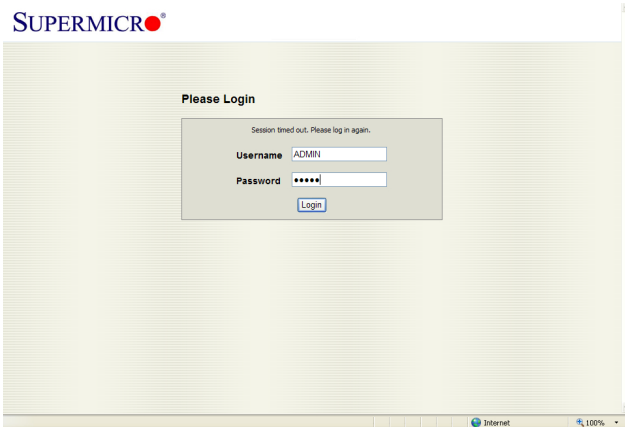 SUPERMICRO®
Please Login
Session timed out. Please log in again.
Username ADMIN
Password •••••
Login
Internet 100%